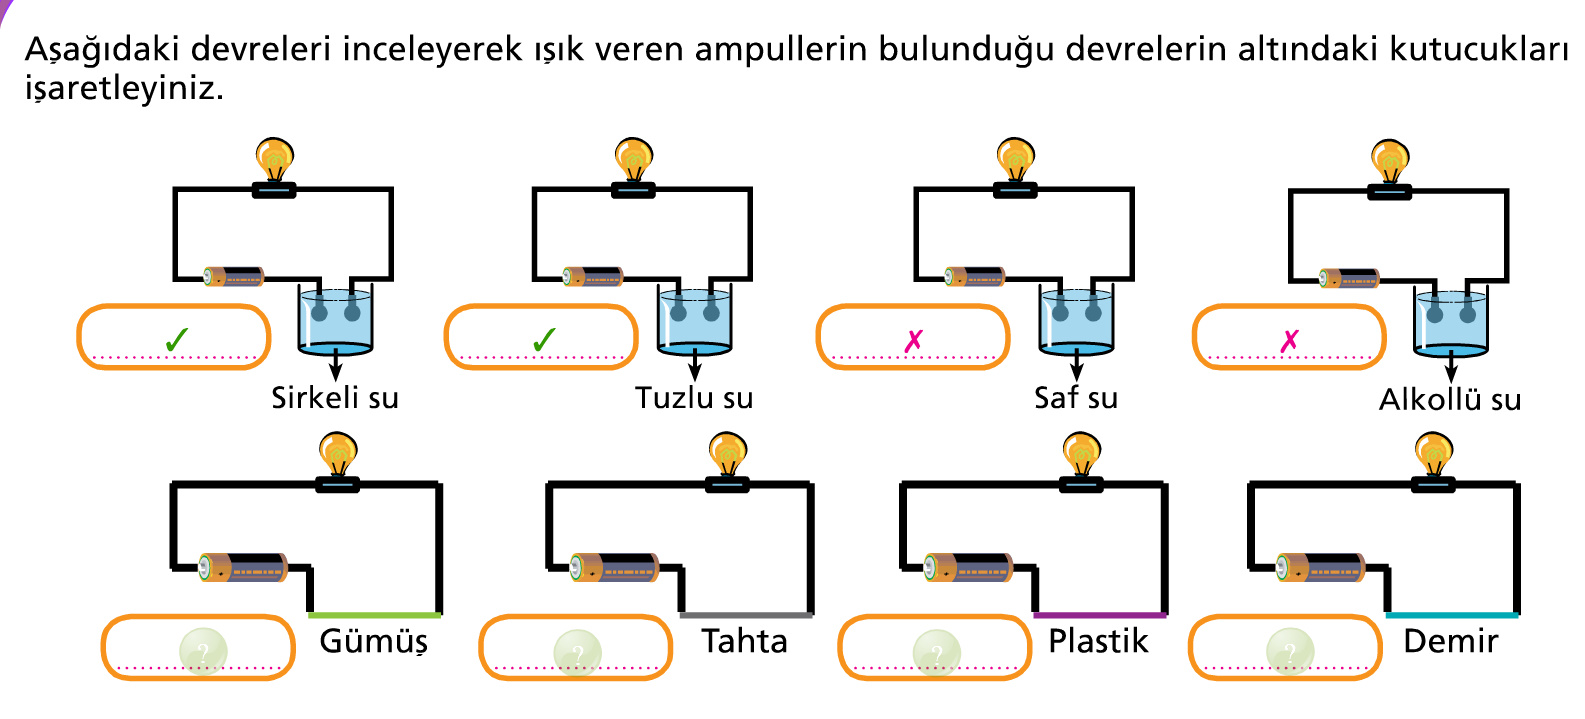 Aşağıdaki devreleri inceleyerek ışık veren ampullerin bulunduğu devrelerin altındaki kutucukları
işaretleyiniz.
✓ ✓ ✗ ✗
Sirkeli su Tuzlu su Saf su Alkollü su
Gümüş Tahta Plastik Demir
? ? ? ?